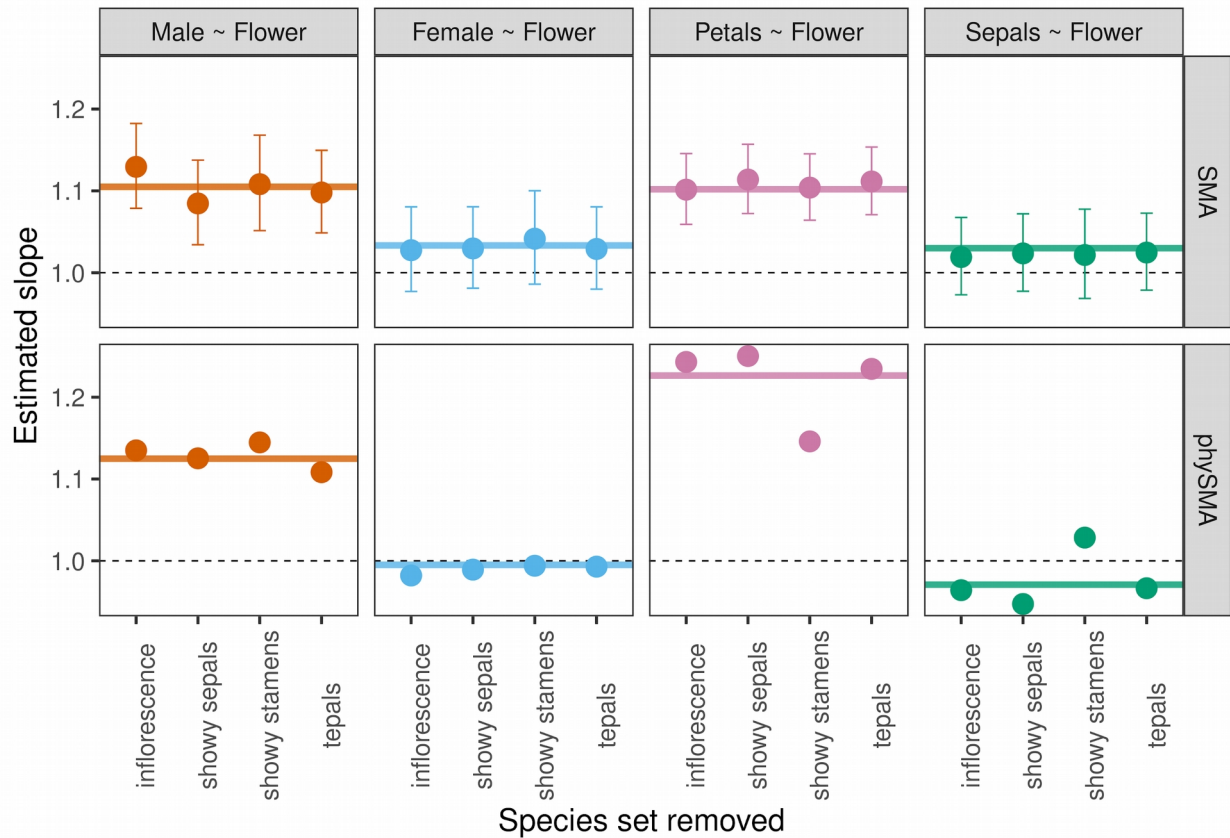 Male ~ Flower
Female ~ Flower
Petals ~ Flower
Sepals ~ Flower
Estimated slope
1.2
1.1
1.0
SMA
1.2
1.1
1.0
phySMA
inflorescence
showy sepals
showy stamens
tepals
inflorescence
showy sepals
showy stamens
tepals
inflorescence
showy sepals
showy stamens
tepals
inflorescence
showy sepals
showy stamens
tepals
Species set removed